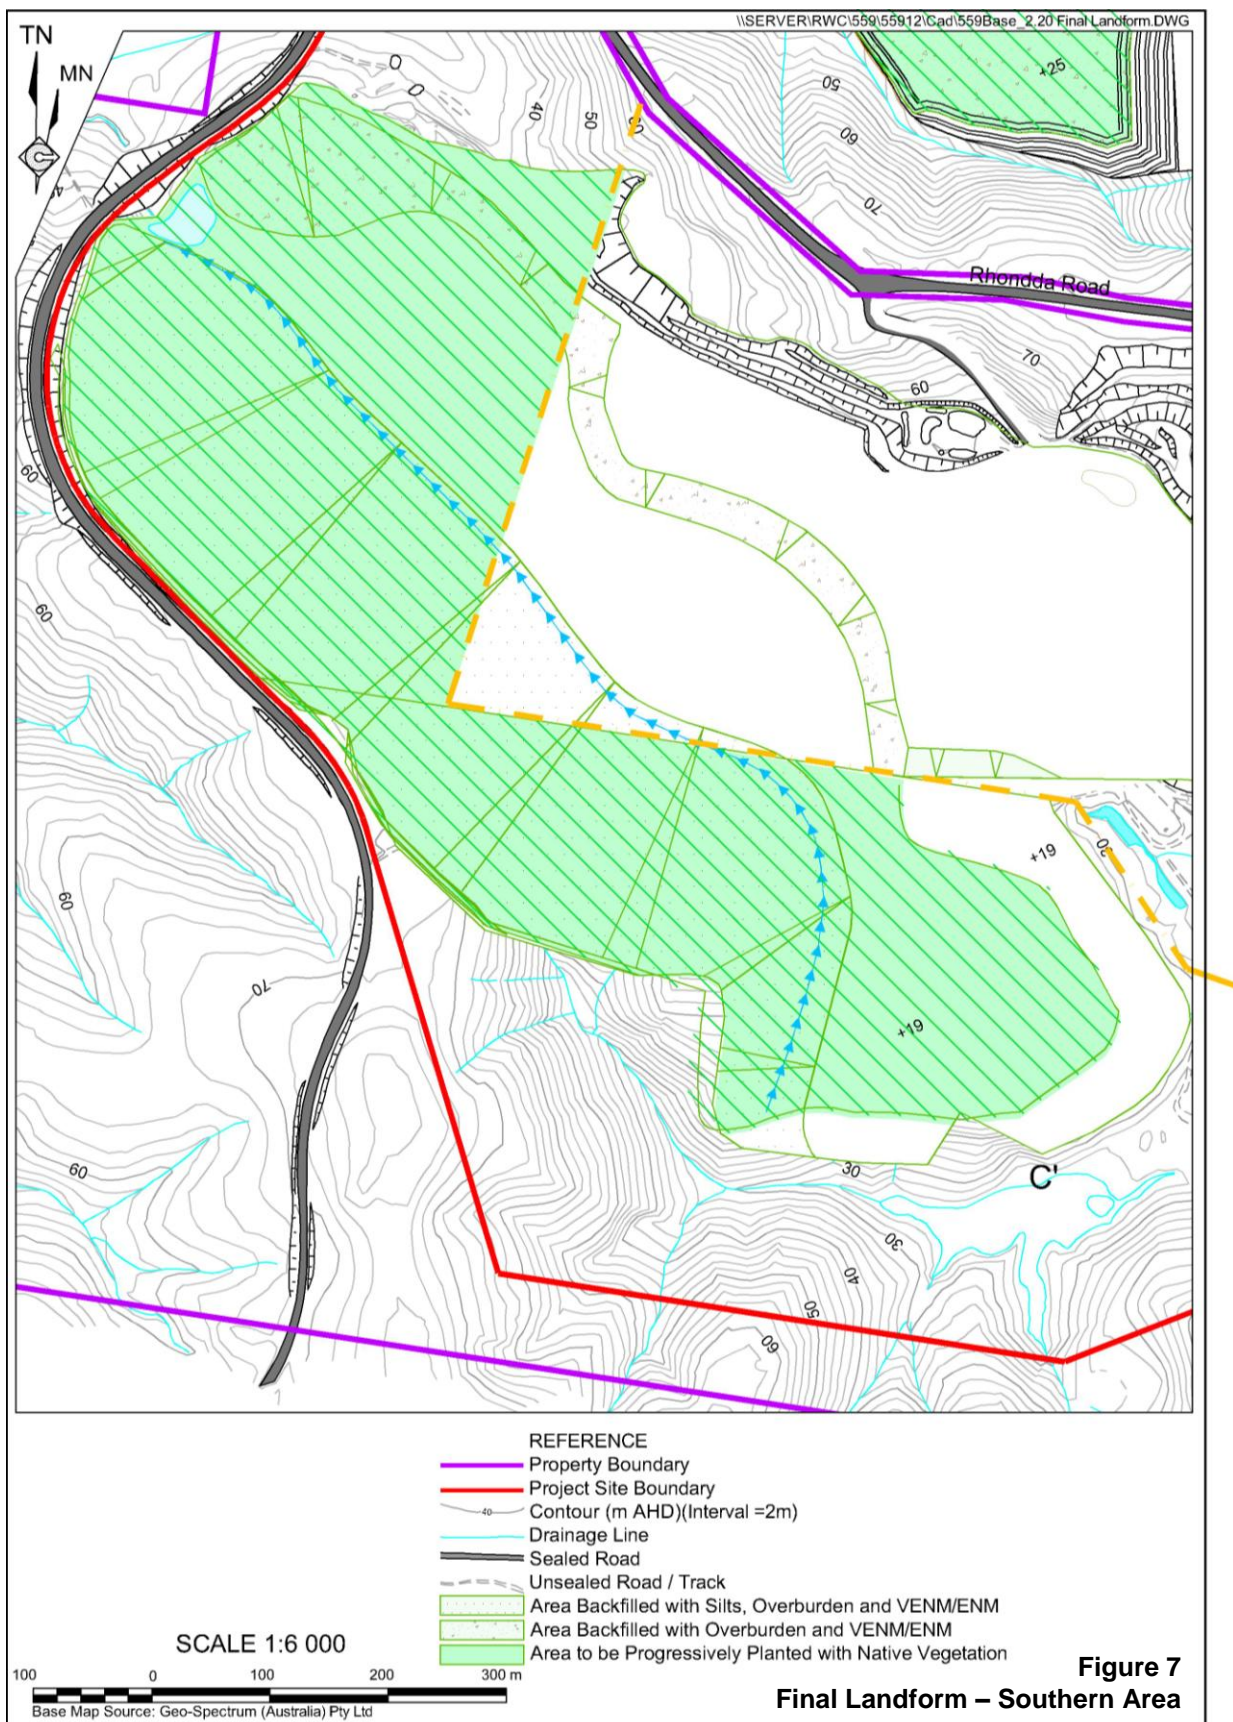 \\SERVER\RWC\559\55912\Cad\559Base_2.20 Final Landform.DWG
TN
MN
+25
50
40
50
60
60
70
Rhondda Road
70
60
60
60
+19
30
60
70
+19
60
30
C'
30
40
50
60
REFERENCE
Property Boundary
Project Site Boundary
40
Contour (m AHD)(Interval =2m)
Drainage Line
Sealed Road
Unsealed Road / Track
Area Backfilled with Silts, Overburden and VENM/ENM
Area Backfilled with Overburden and VENM/ENM
Area to be Progressively Planted with Native Vegetation
SCALE 1:6 000
100 0 100 200 300 m
Base Map Source: Geo-Spectrum (Australia) Pty Ltd
Figure 7
Final Landform – Southern Area